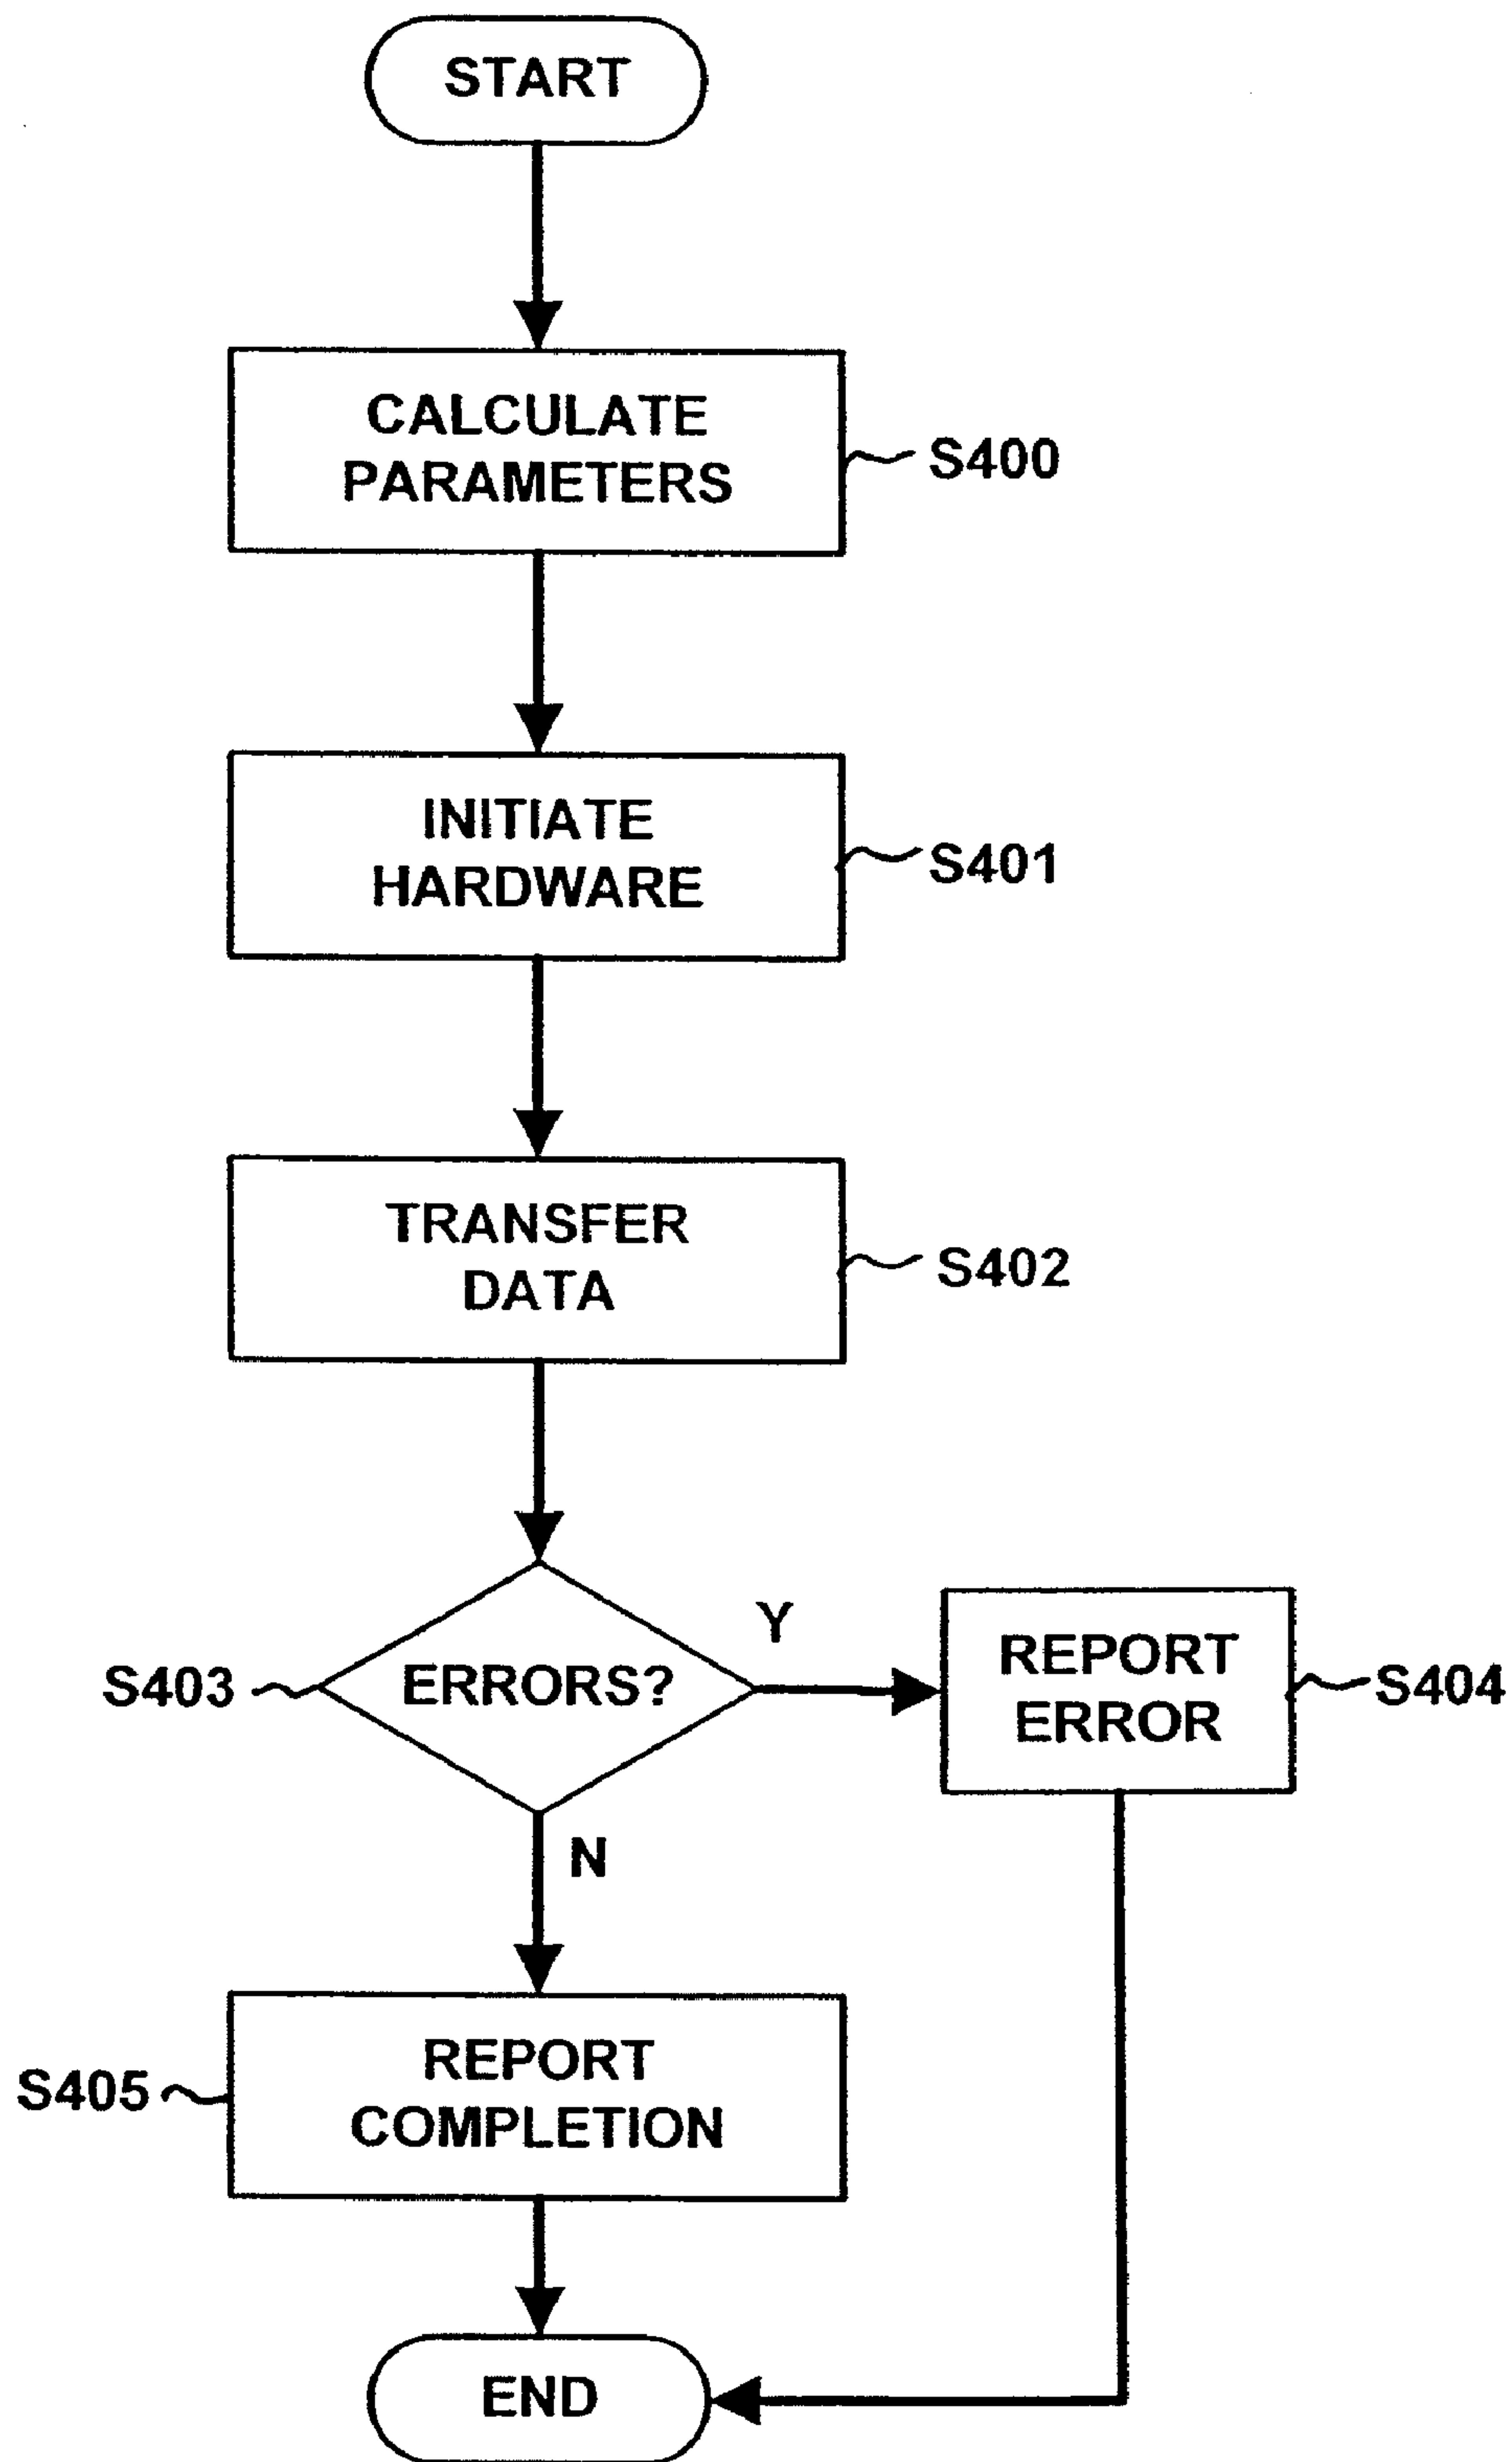 START
CALCULATE
PARAMETERS
S400
INITIATE
HARDWARE
S401
TRANSFER
DATA
S402
ERRORS?
S403
Y
REPORT
ERROR
S404
N
REPORT
COMPLETION
S405
END